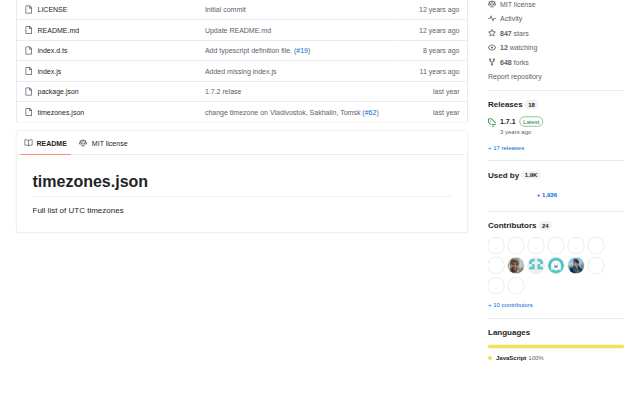 LICENSE Initial commit 12 years ago
README.md Update README.md 12 years ago
index.d.ts Add typescript definition file. (#19) 8 years ago
index.js Added missing index.js 11 years ago
package.json 1.7.2 relase last year
timezones.json change timezone on Vladivostok, Sakhalin, Tomsk (#62) last year
README MIT license
timezones.json
Full list of UTC timezones
MIT license
Activity
847 stars
12 watching
648 forks
Report repository
Releases 18
1.7.1 Latest
3 years ago
+ 17 releases
Used by 1.9K
+ 1,936
Contributors 24
+ 10 contributors
Languages
JavaScript 100%